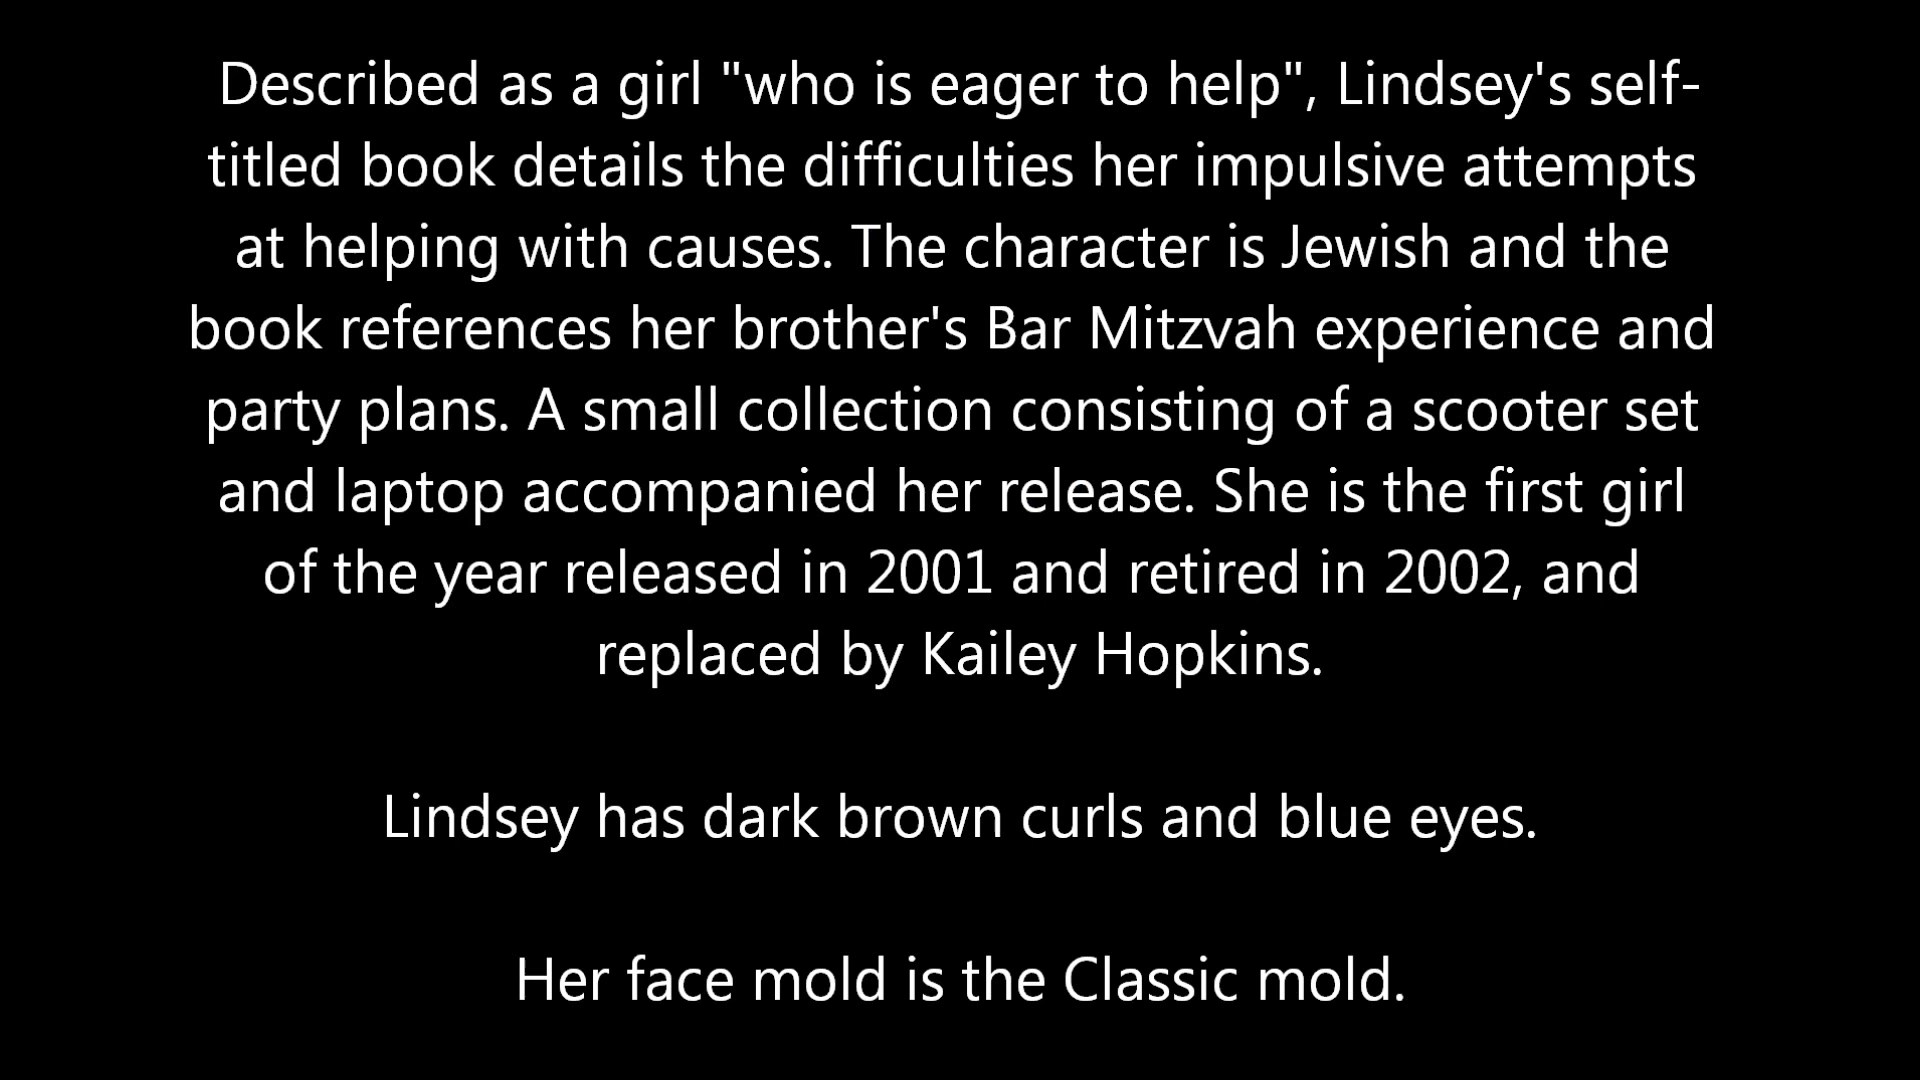 Described as a girl "who is eager to help", Lindsey's self-
titled book details the difficulties her impulsive attempts
at helping with causes. The character is Jewish and the
book references her brother's Bar Mitzvah experience and
party plans. A small collection consisting of a scooter set
and laptop accompanied her release. She is the first girl
of the year released in 2001 and retired in 2002, and
replaced by Kailey Hopkins.
Lindsey has dark brown curls and blue eyes.
Her face mold is the Classic mold.